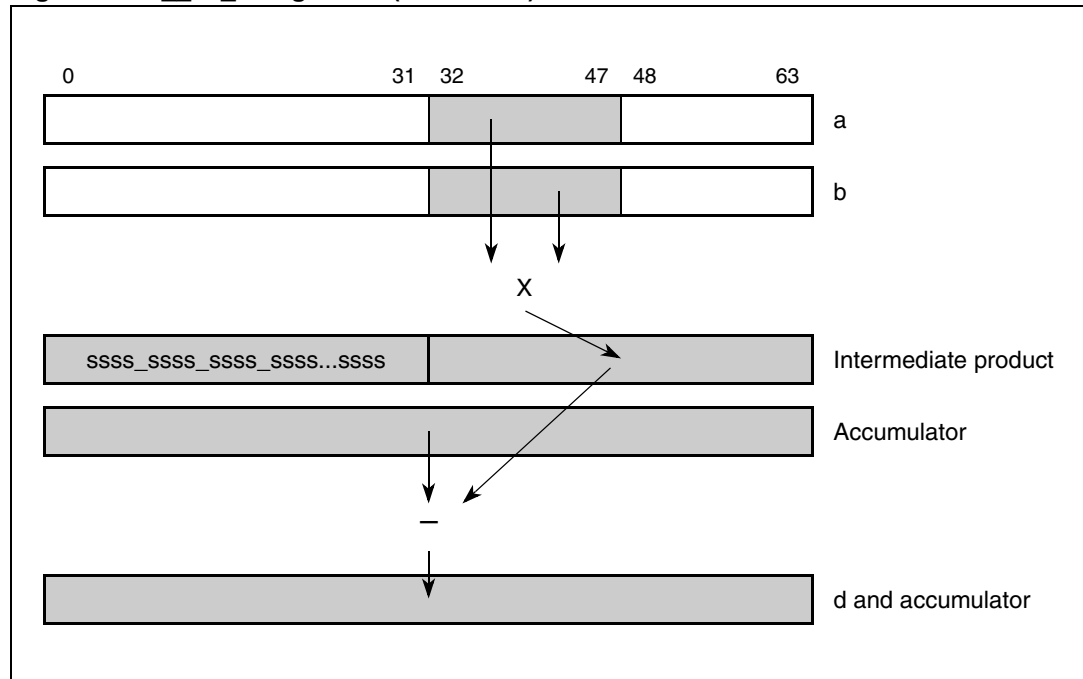 0 31 32 47 48 63
a
b
X
ssss_ssss_ssss_ssss...ssss Intermediate product
Accumulator
–
d and accumulator